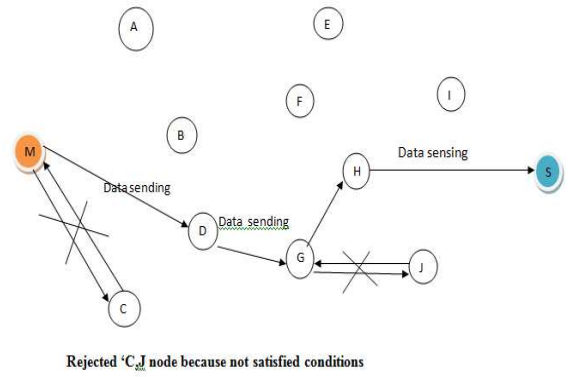 A
E
F
I
B
M
H
Data sensing
S
Data sending
D
Data sending
G
J
C
Rejected ‘C,J node because not satisfied conditions